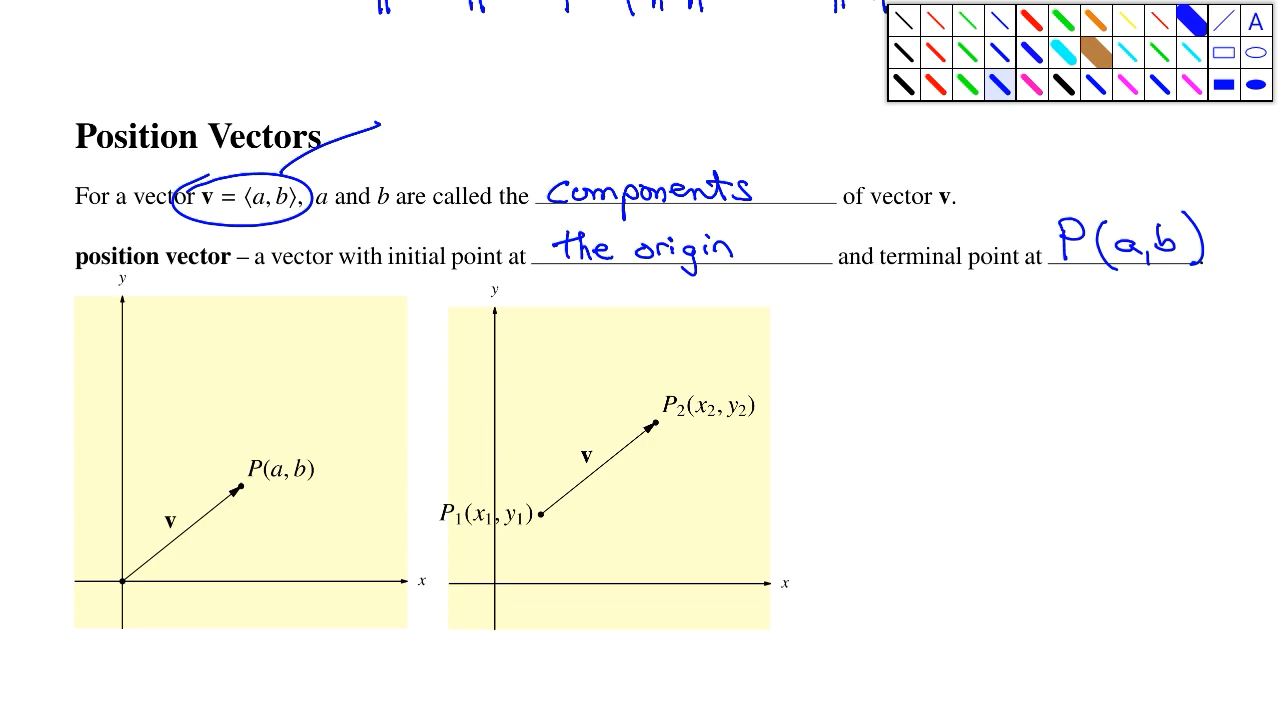 A
Position Vectors
For a vector v = ⟨a, b⟩, a and b are called the components of vector v.
position vector – a vector with initial point at the origin and terminal point at P(a,b).
y
y
P₂(x₂, y₂)
v
P(a, b)
P₁(x₁, y₁)
v
x
x